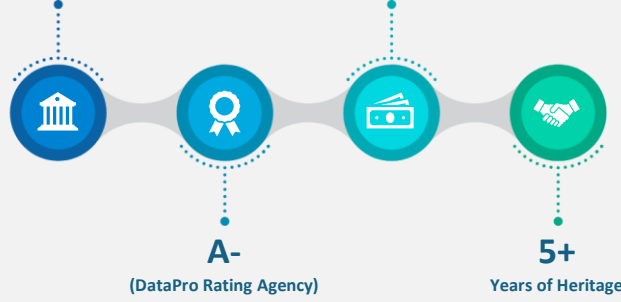 A-
(DataPro Rating Agency)
5+
Years of Heritage